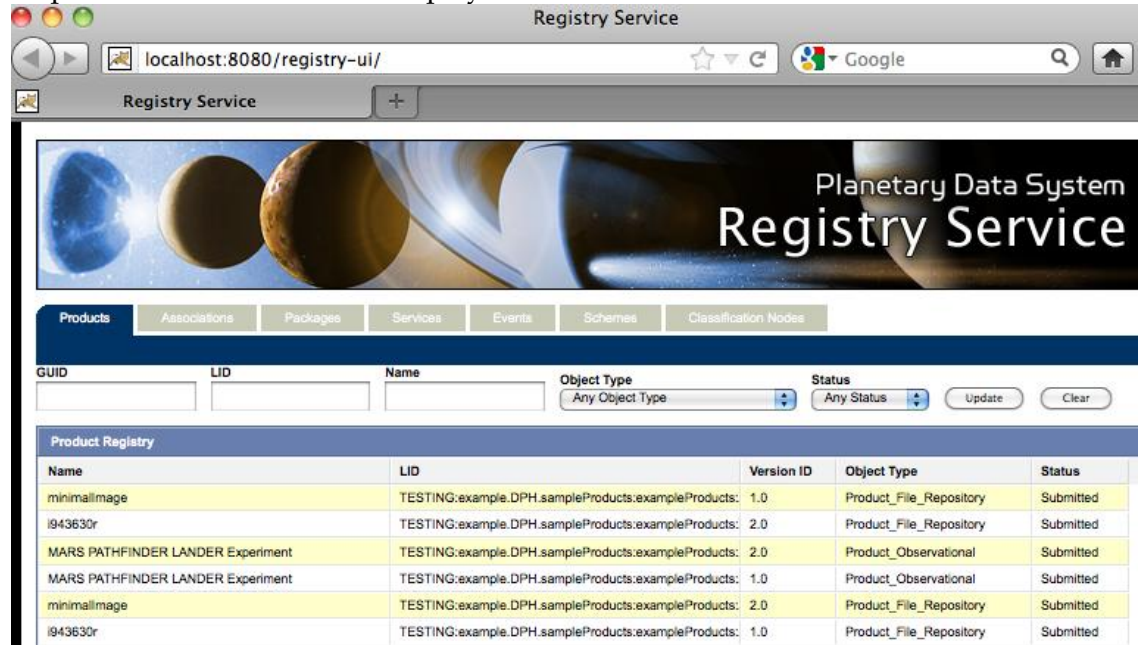 Registry Service
localhost:8080/registry-ui/
Google
Registry Service
Planetary Data System
Registry Service
Products Associations Packages Services Events Schemes Classification Nodes
GUID LID Name Object Type Status
Any Object Type Any Status Update Clear
Product Registry
Name LID Version ID Object Type Status
minimalImage TESTING:example.DPH.sampleProducts:exampleProducts: 1.0 Product_File_Repository Submitted
i943630r TESTING:example.DPH.sampleProducts:exampleProducts: 2.0 Product_File_Repository Submitted
MARS PATHFINDER LANDER Experiment TESTING:example.DPH.sampleProducts:exampleProducts: 2.0 Product_Observational Submitted
MARS PATHFINDER LANDER Experiment TESTING:example.DPH.sampleProducts:exampleProducts: 1.0 Product_Observational Submitted
minimalImage TESTING:example.DPH.sampleProducts:exampleProducts: 2.0 Product_File_Repository Submitted
i943630r TESTING:example.DPH.sampleProducts:exampleProducts: 1.0 Product_File_Repository Submitted